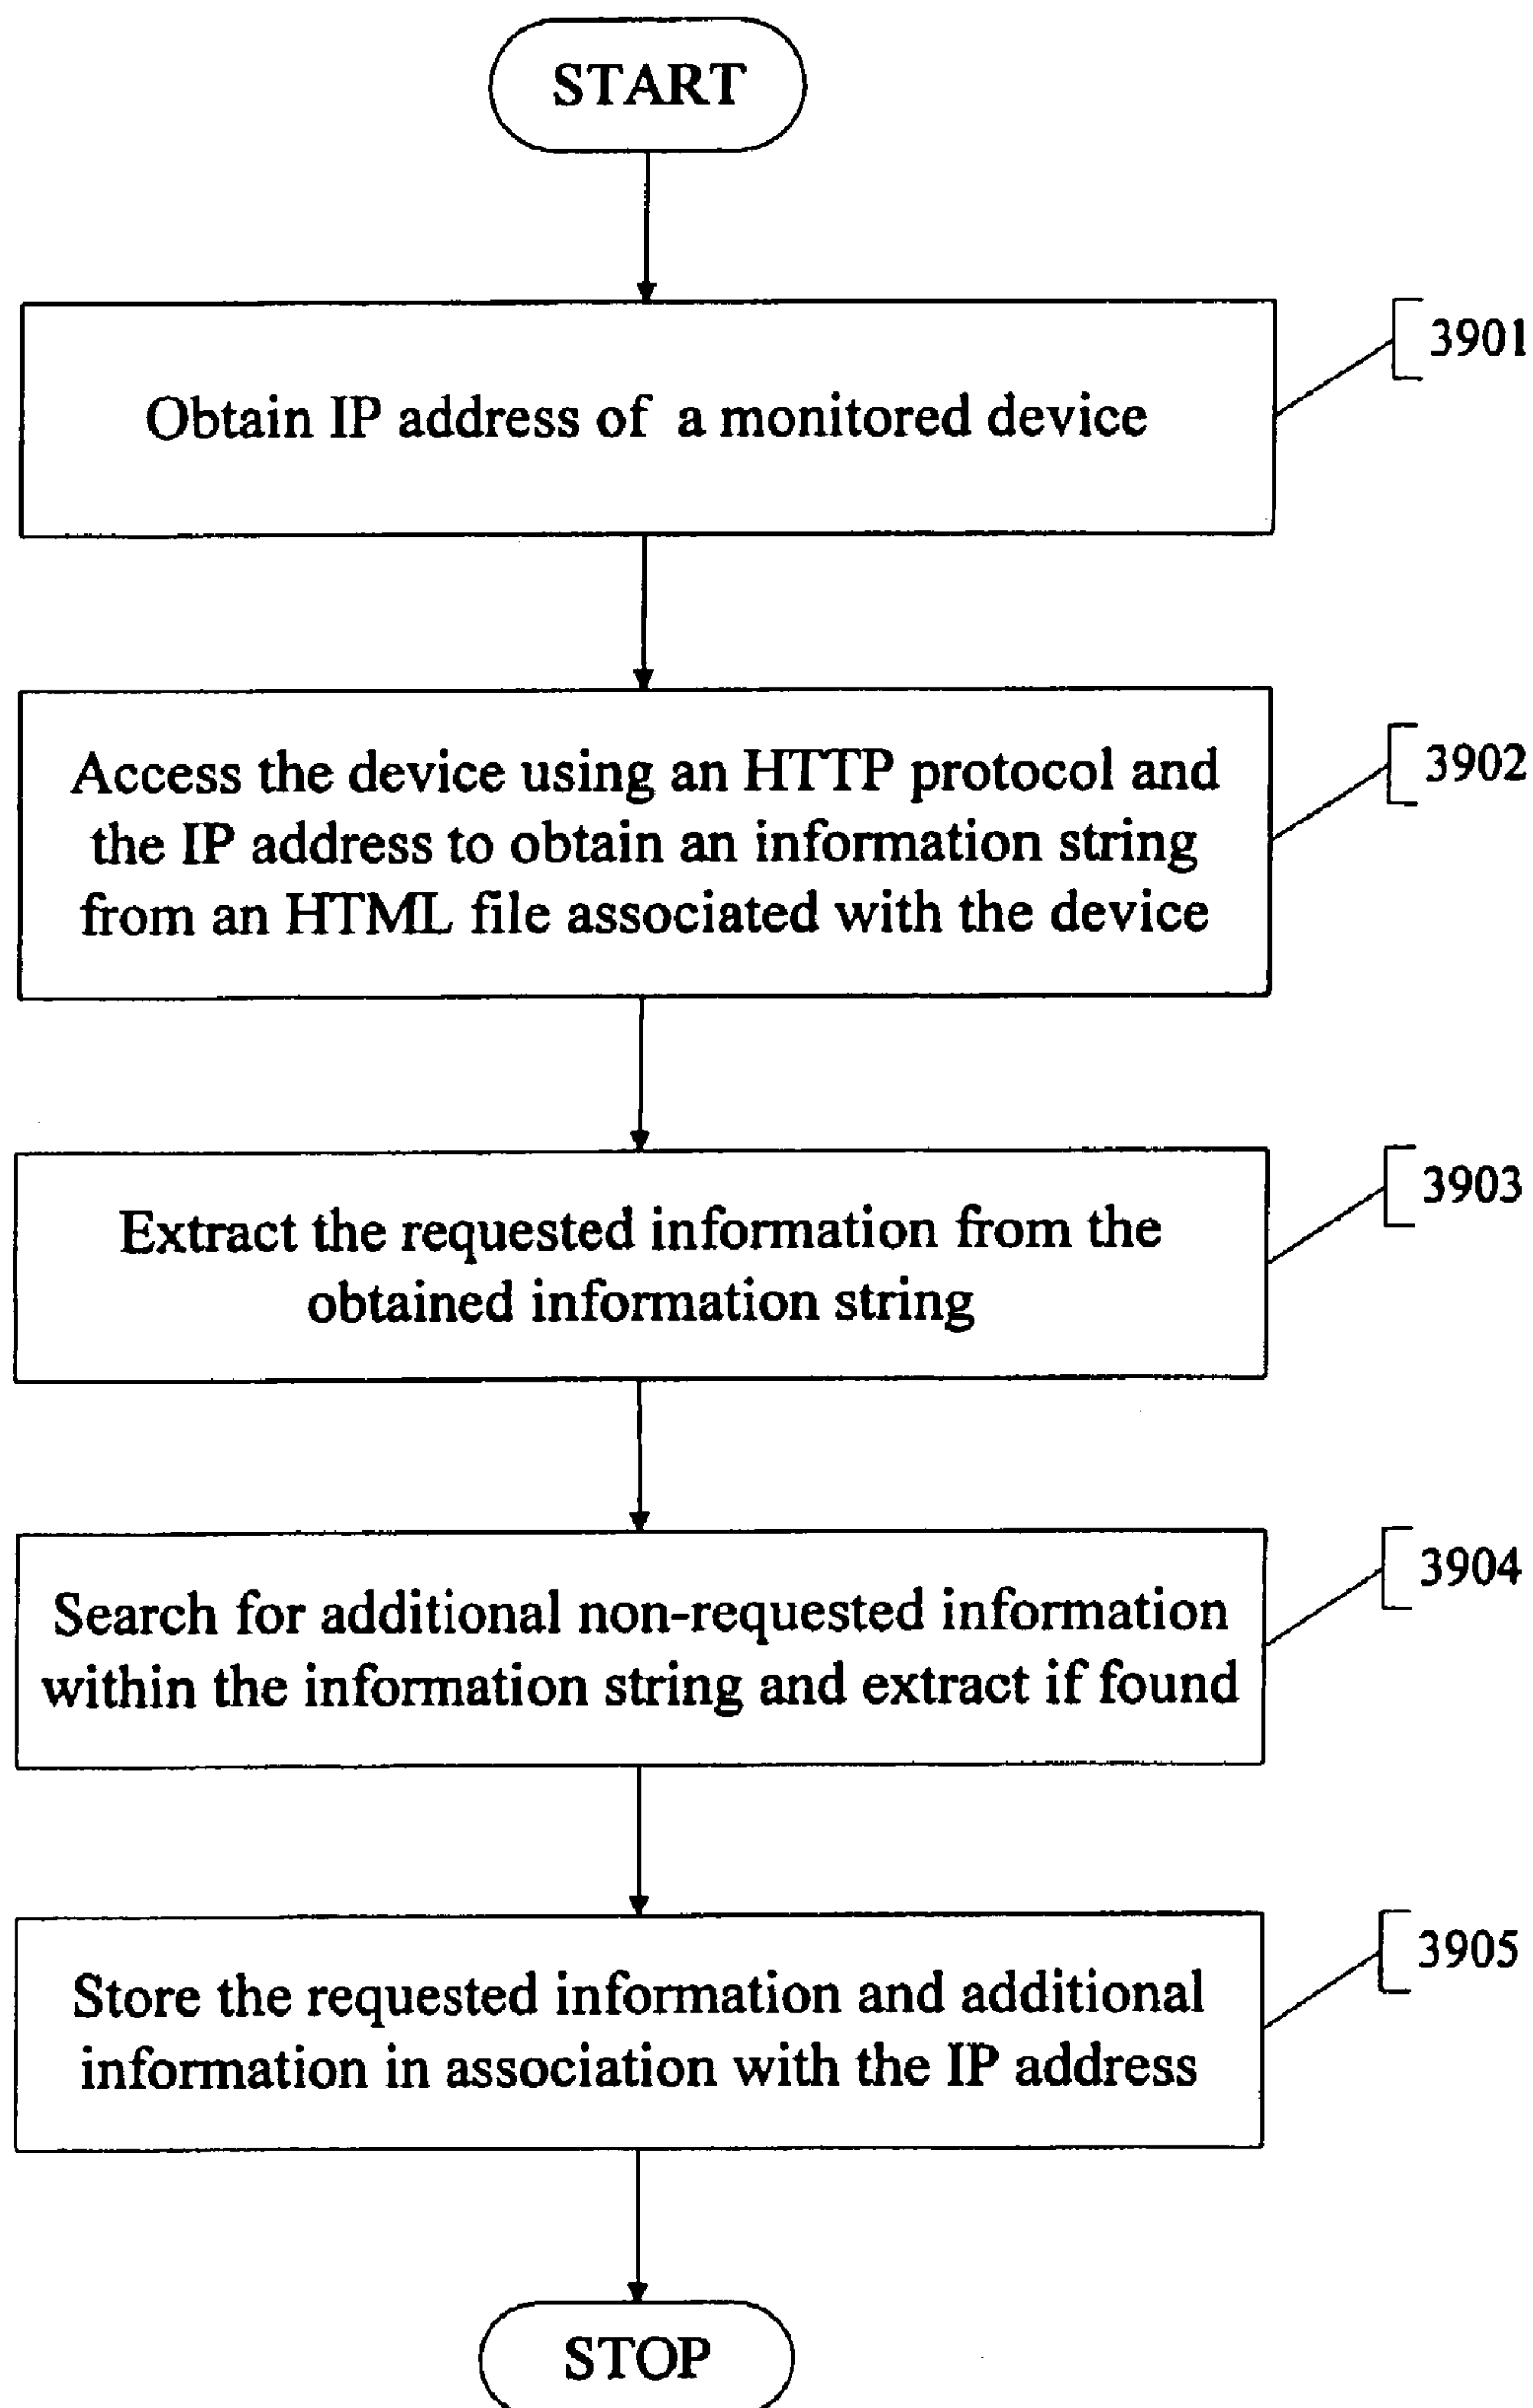 START
3901
Obtain IP address of a monitored device
3902
Access the device using an HTTP protocol and
the IP address to obtain an information string
from an HTML file associated with the device
3903
Extract the requested information from the
obtained information string
3904
Search for additional non-requested information
within the information string and extract if found
3905
Store the requested information and additional
information in association with the IP address
STOP